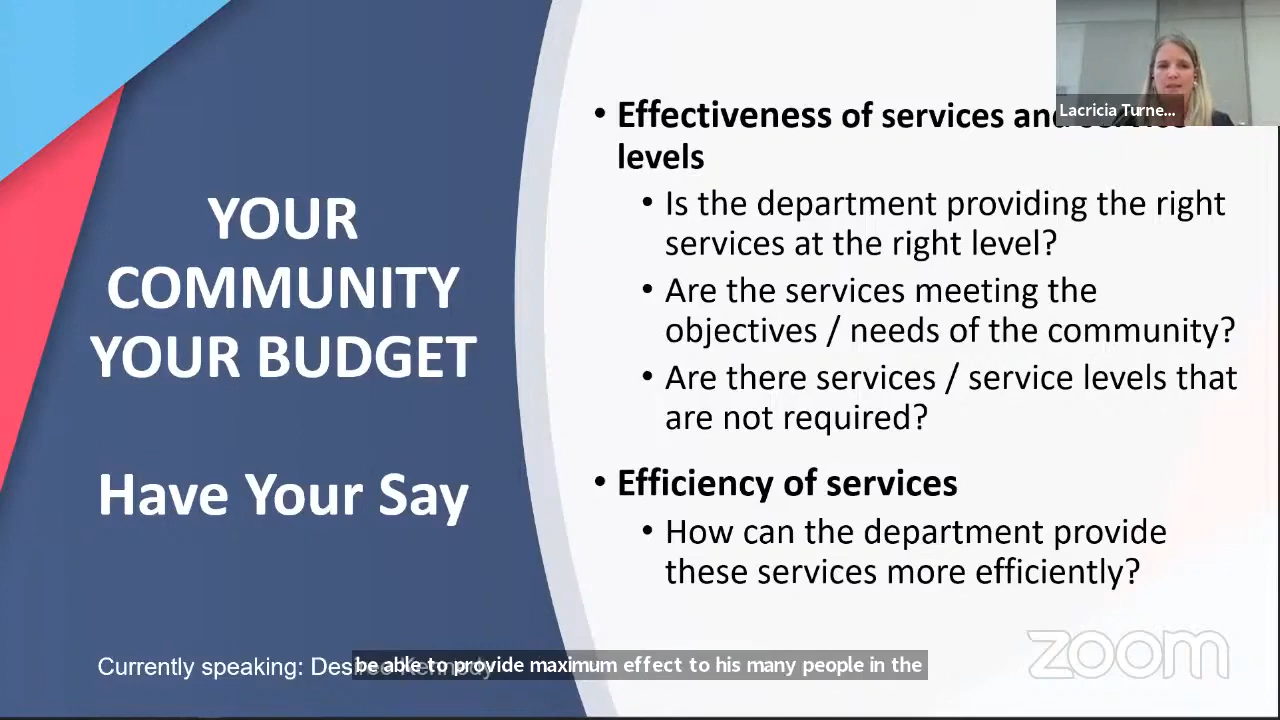 YOUR
COMMUNITY
YOUR BUDGET
Have Your Say
• Effectiveness of services and service
levels
• Is the department providing the right
services at the right level?
• Are the services meeting the
objectives / needs of the community?
• Are there services / service levels that
are not required?
• Efficiency of services
• How can the department provide
these services more efficiently?
Lacricia Turne...
Currently speaking: Desiree Kennedy
be able to provide maximum effect to his many people in the
zoom